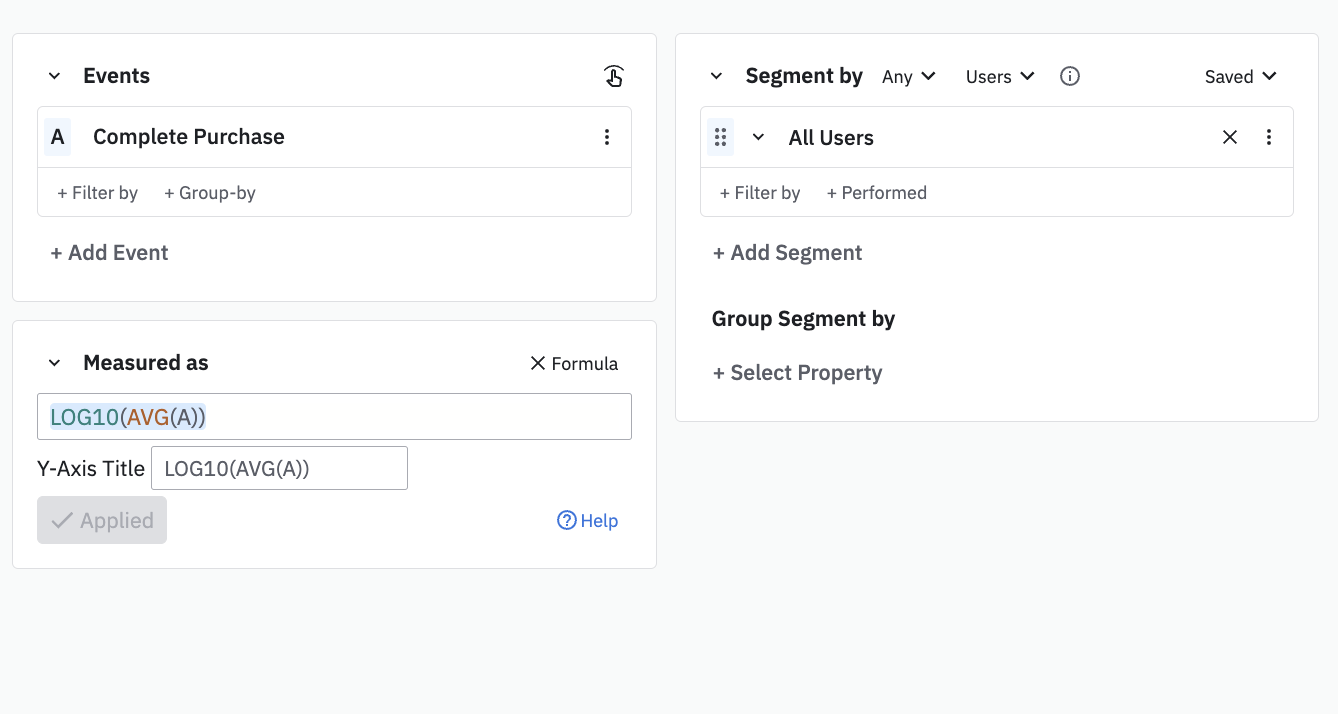 Events
A Complete Purchase
+ Filter by + Group-by
+ Add Event
Measured as Formula
LOG10(AVG(A))
Y-Axis Title LOG10(AVG(A))
Applied Help
Segment by Any Users Saved
All Users
+ Filter by + Performed
+ Add Segment
Group Segment by
+ Select Property